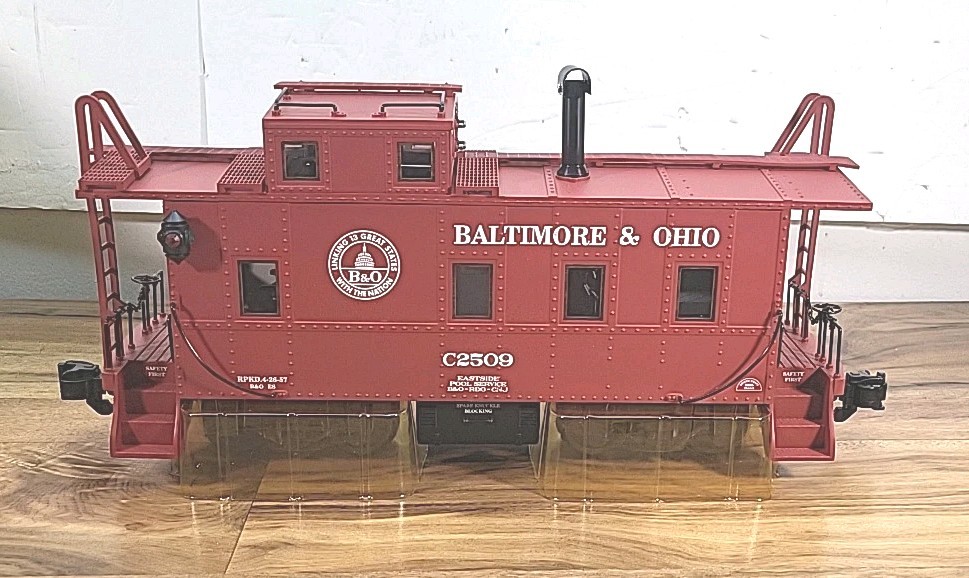 BALTIMORE & OHIO
LINKING 13 GREAT STATES
B&O
WITH THE NATION
C2509
SAFETY
FIRST
RPKD.4-26-57
B&O ES
EASTSIDE
POOL SERVICE
B&O-RDG-CNJ
SAFETY
FIRST
SPARE KNUCKLE
BLOCKING